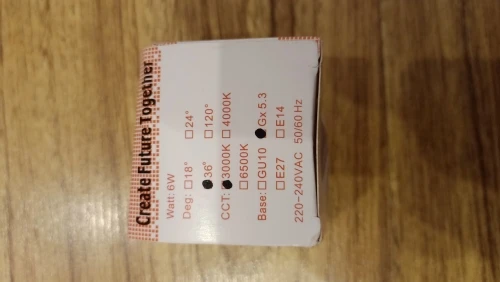 Create Future Together
Watt: 6W
Deg: □18° □24°
●36° □120°
CCT: ●3000K □4000K
□6500K
Base: □GU10 ●Gx 5.3
□E27 □E14
220-240VAC 50/60 Hz